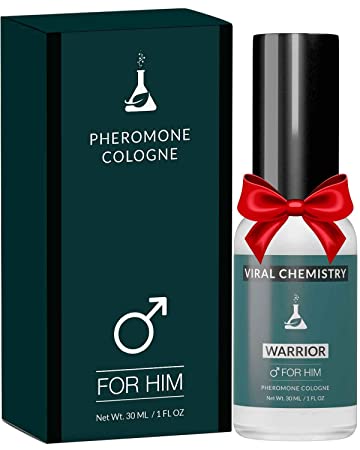 PHEROMONE
COLOGNE
FOR HIM
Net Wt. 30 ML / 1 FL OZ
VIRAL CHEMISTRY
WARRIOR
♂ FOR HIM
PHEROMONE COLOGNE
Net Wt. 30 ML / 1 FL OZ